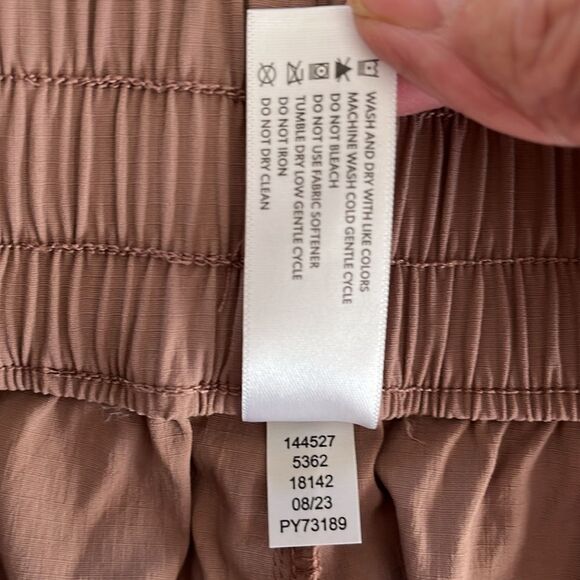 WASH AND DRY WITH LIKE COLORS
MACHINE WASH COLD GENTLE CYCLE
DO NOT BLEACH
DO NOT USE FABRIC SOFTENER
TUMBLE DRY LOW GENTLE CYCLE
DO NOT IRON
DO NOT DRY CLEAN
144527
5362
18142
08/23
PY73189